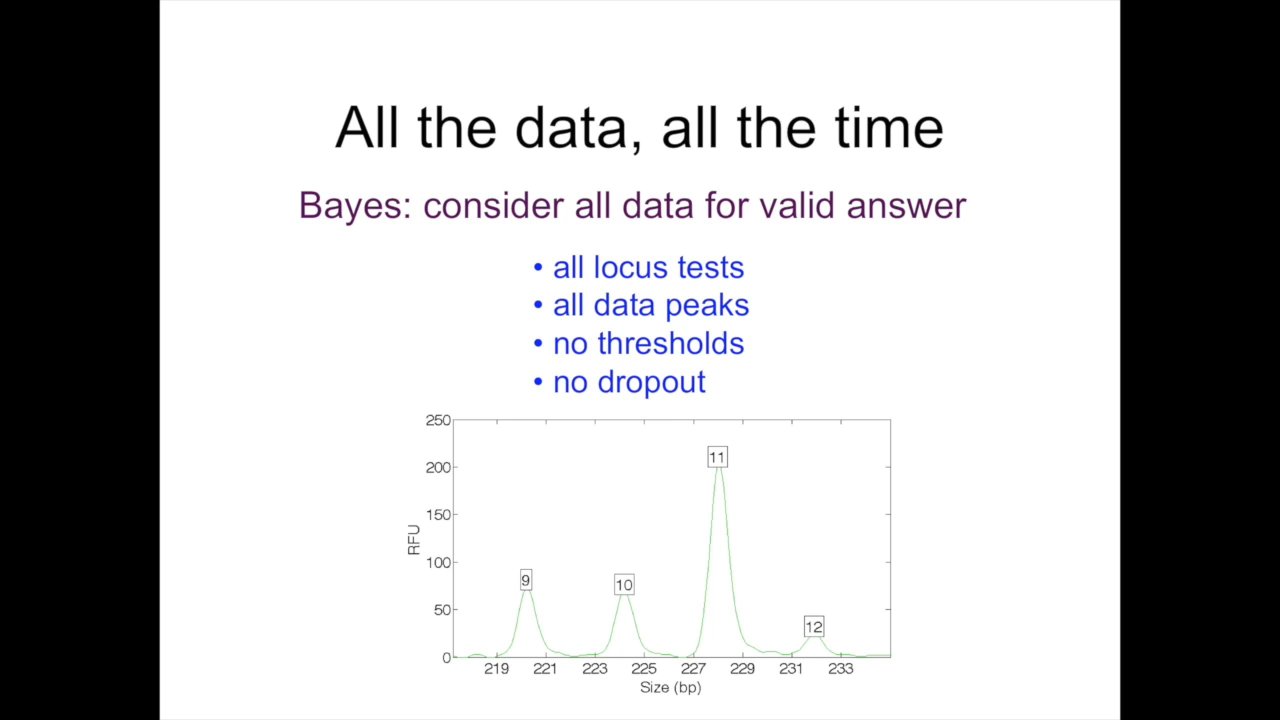 All the data, all the time
Bayes: consider all data for valid answer
• all locus tests
• all data peaks
• no thresholds
• no dropout
250
200
150
100
50
0
RFU
9
10
11
12
219 221 223 225 227 229 231 233
Size (bp)